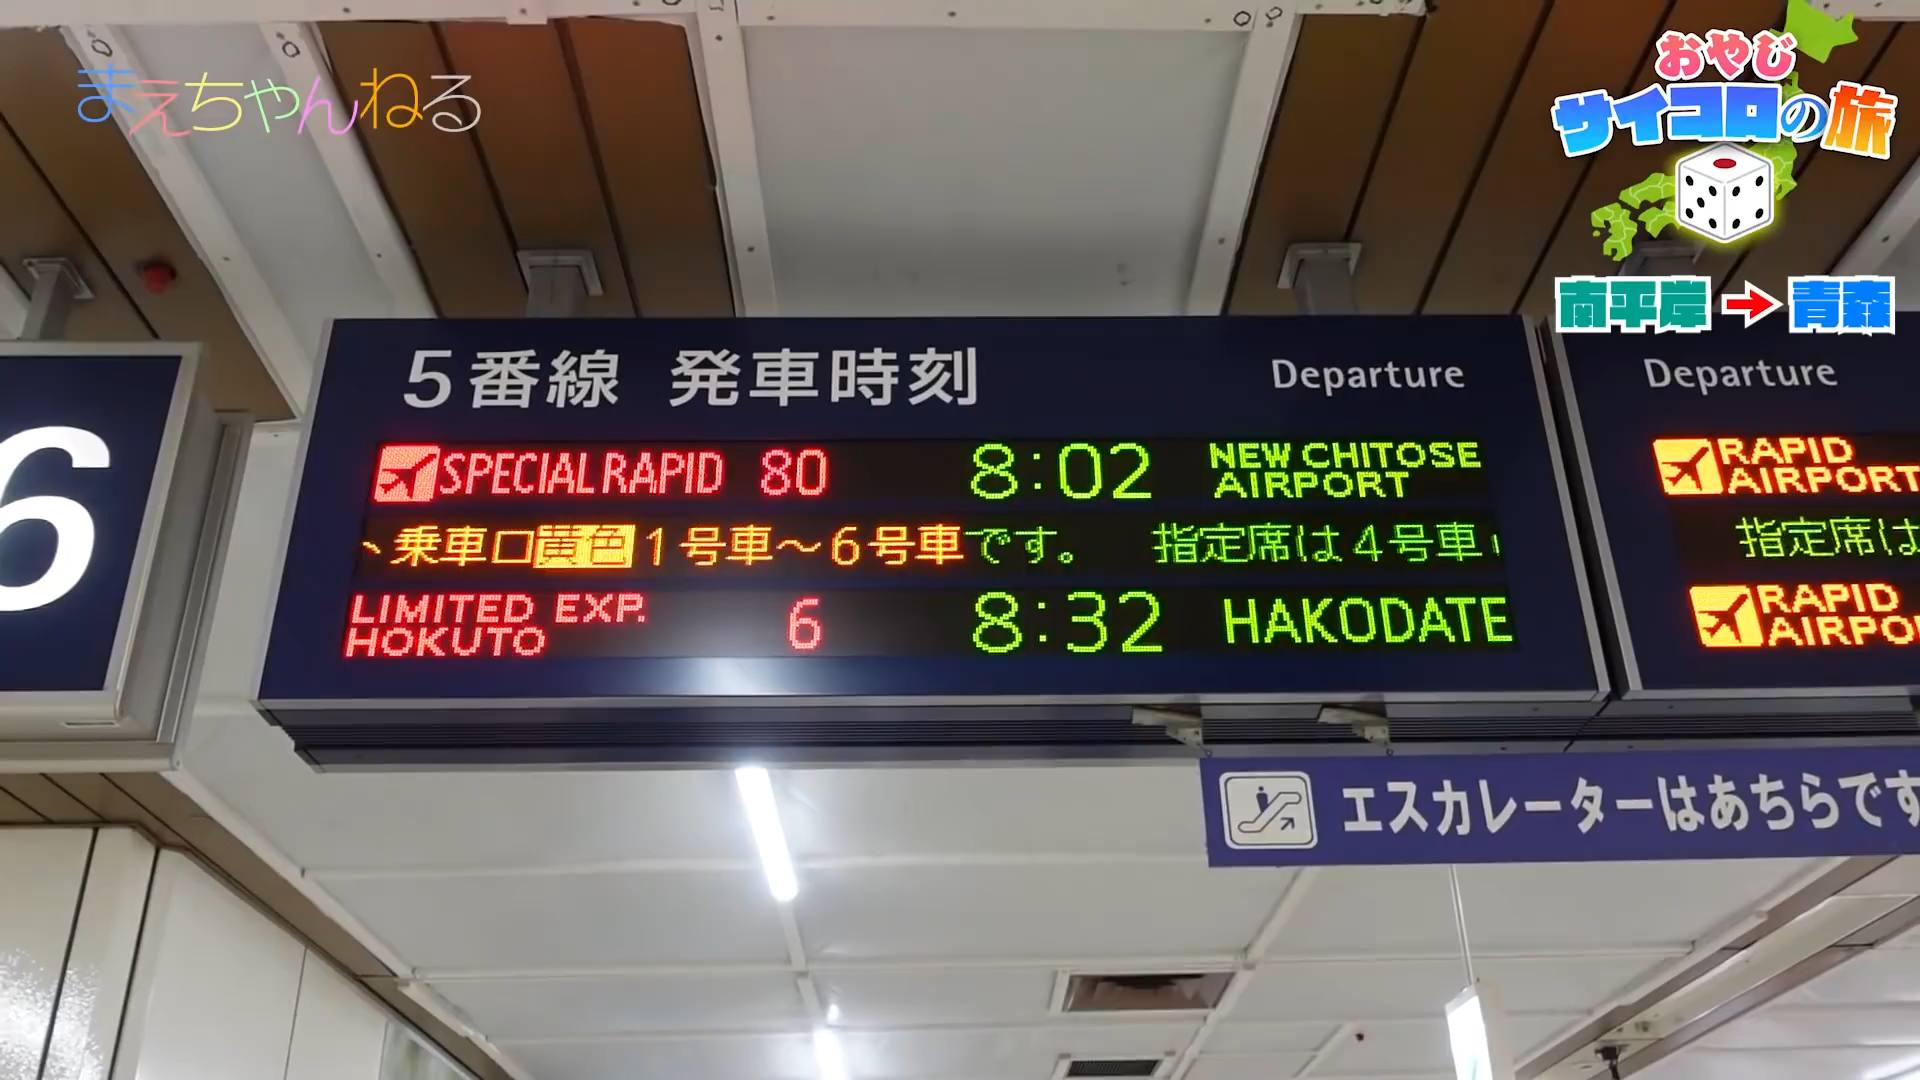 まえちゃんねる
おやじ
サイコロの旅
南平岸→青森
6
5番線 発車時刻 Departure
SPECIAL RAPID 80 8:02 NEW CHITOSE AIRPORT
、乗車口黄色1号車～6号車です。 指定席は4号車
LIMITED EXP. HOKUTO 6 8:32 HAKODATE
Departure
RAPID AIRPORT
指定席は
RAPID
エスカレーターはあちらです